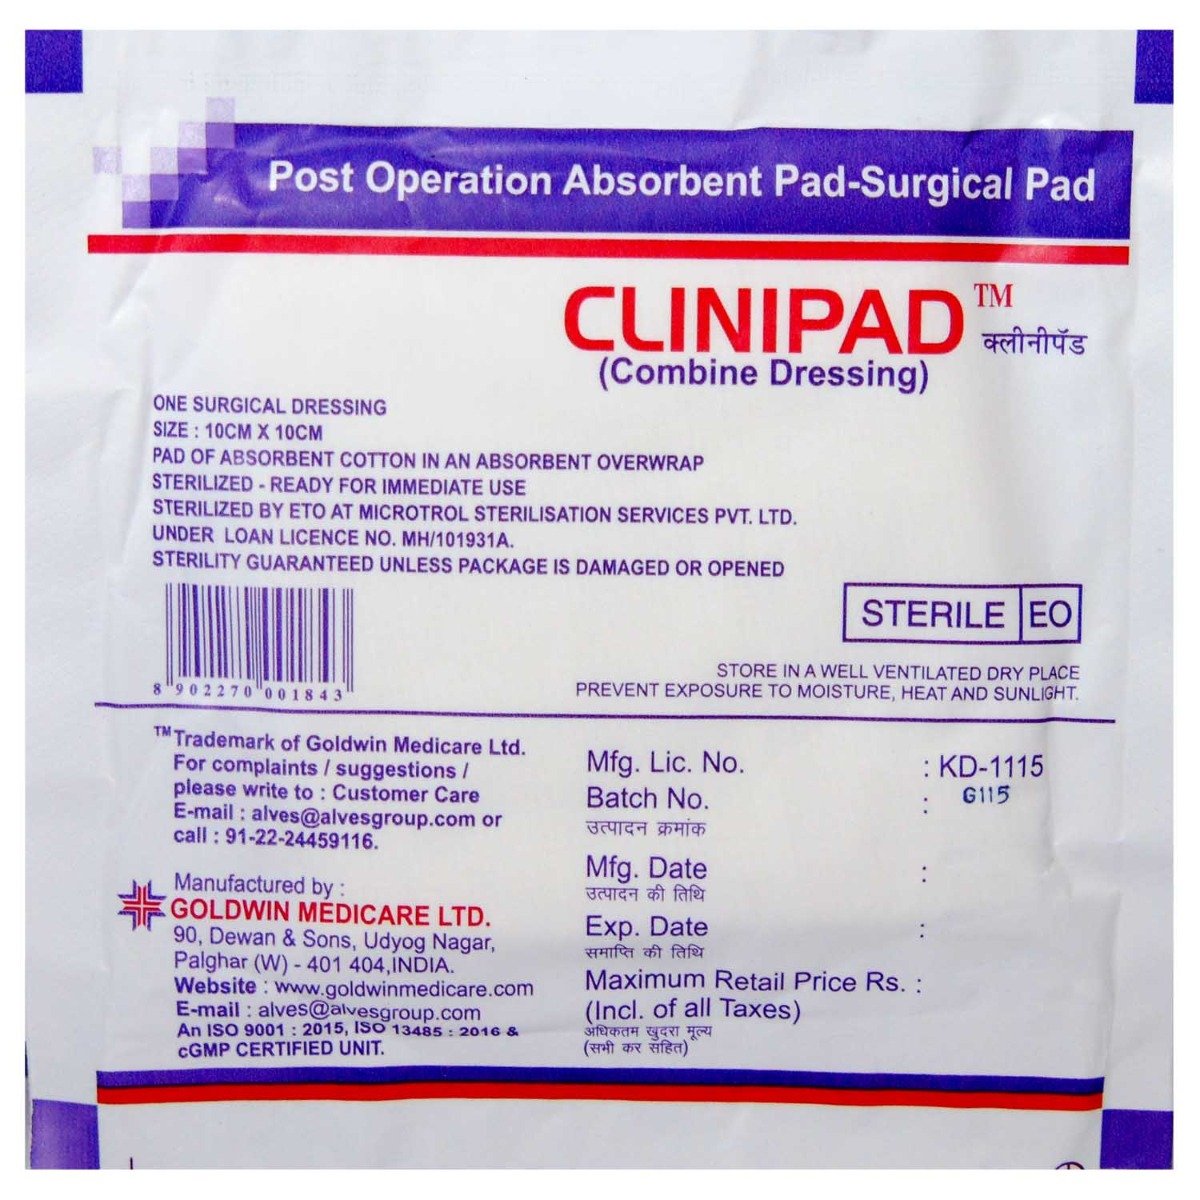 Post Operation Absorbent Pad-Surgical Pad
CLINIPAD™ क्लीनीपॅड
(Combine Dressing)
ONE SURGICAL DRESSING
SIZE : 10CM X 10CM
PAD OF ABSORBENT COTTON IN AN ABSORBENT OVERWRAP
STERILIZED - READY FOR IMMEDIATE USE
STERILIZED BY ETO AT MICROTROL STERILISATION SERVICES PVT. LTD.
UNDER LOAN LICENCE NO. MH/101931A.
STERILITY GUARANTEED UNLESS PACKAGE IS DAMAGED OR OPENED
8 902270 001843
STERILE EO
STORE IN A WELL VENTILATED DRY PLACE
PREVENT EXPOSURE TO MOISTURE, HEAT AND SUNLIGHT.
™Trademark of Goldwin Medicare Ltd.
For complaints / suggestions /
please write to : Customer Care
E-mail : alves@alvesgroup.com or
call : 91-22-24459116.
Manufactured by :
GOLDWIN MEDICARE LTD.
90, Dewan & Sons, Udyog Nagar,
Palghar (W) - 401 404,INDIA.
Website : www.goldwinmedicare.com
E-mail : alves@alvesgroup.com
An ISO 9001 : 2015, ISO 13485 : 2016 &
cGMP CERTIFIED UNIT.
Mfg. Lic. No. : KD-1115
Batch No. : G115
उत्पादन क्रमांक
Mfg. Date :
उत्पादन की तिथि
Exp. Date :
समाप्ति की तिथि
Maximum Retail Price Rs. :
(Incl. of all Taxes)
अधिकतम खुदरा मूल्य
(सभी कर सहित)